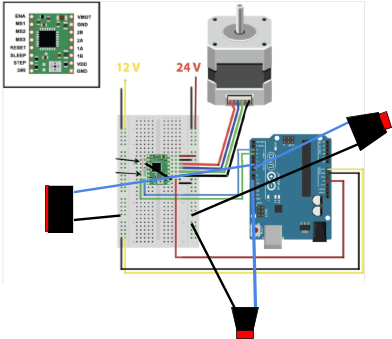 ENA
MS1
MS2
MS3
RESET
SLEEP
STEP
DIR
VMOT
GND
2B
2A
1A
1B
VDD
GND
12 V
24 V